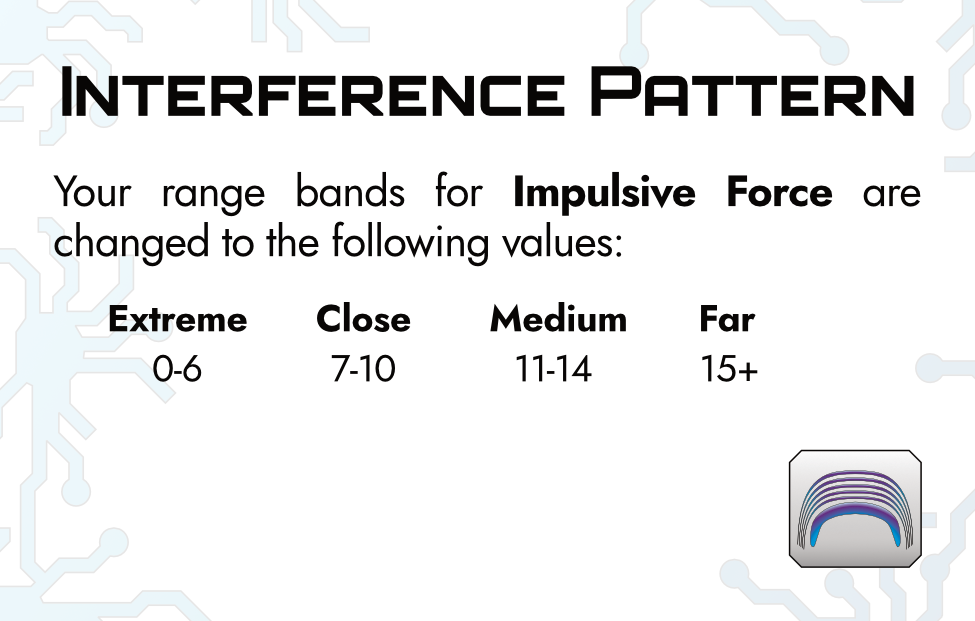 Interference Pattern
Your range bands for Impulsive Force are
changed to the following values:
Extreme Close Medium Far
0-6 7-10 11-14 15+